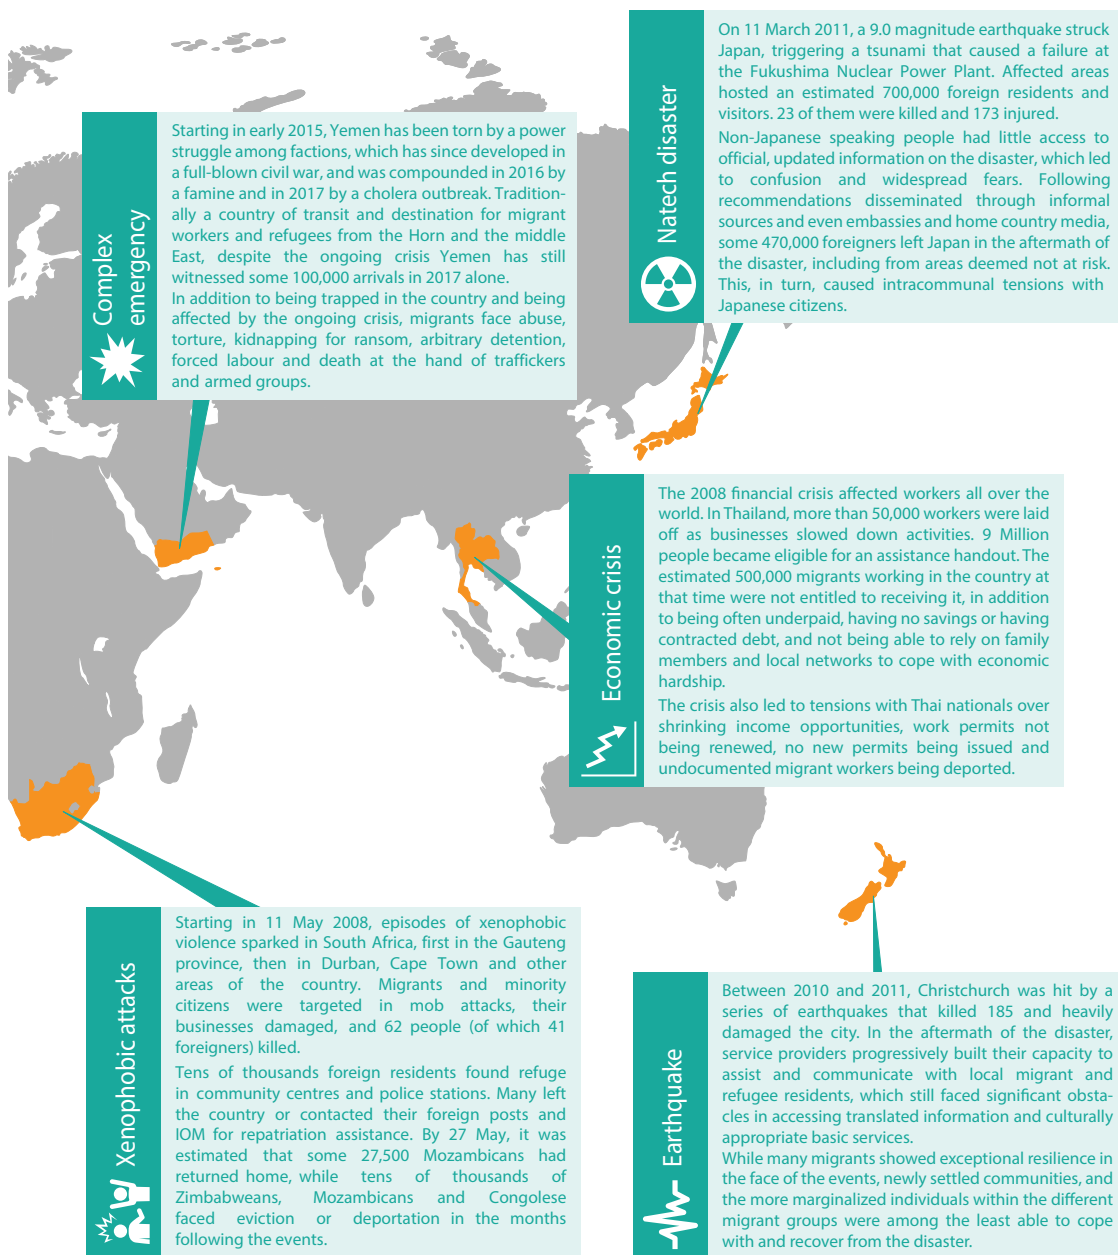 On 11 March 2011, a 9.0 magnitude earthquake struck
Japan, triggering a tsunami that caused a failure at
the Fukushima Nuclear Power Plant. Affected areas
hosted an estimated 700,000 foreign residents and
visitors. 23 of them were killed and 173 injured.
Non-Japanese speaking people had little access to
official, updated information on the disaster, which led
to confusion and widespread fears. Following
recommendations disseminated through informal
sources and even embassies and home country media,
some 470,000 foreigners left Japan in the aftermath of
the disaster, including from areas deemed not at risk.
This, in turn, caused intracommunal tensions with
Japanese citizens.
Natech disaster
Starting in early 2015, Yemen has been torn by a power
struggle among factions, which has since developed in
a full-blown civil war, and was compounded in 2016 by
a famine and in 2017 by a cholera outbreak. Tradition-
ally a country of transit and destination for migrant
workers and refugees from the Horn and the middle
East, despite the ongoing crisis Yemen has still
witnessed some 100,000 arrivals in 2017 alone.
In addition to being trapped in the country and being
affected by the ongoing crisis, migrants face abuse,
torture, kidnapping for ransom, arbitrary detention,
forced labour and death at the hand of traffickers
and armed groups.
Complex
emergency
The 2008 financial crisis affected workers all over the
world. In Thailand, more than 50,000 workers were laid
off as businesses slowed down activities. 9 Million
people became eligible for an assistance handout. The
estimated 500,000 migrants working in the country at
that time were not entitled to receiving it, in addition
to being often underpaid, having no savings or having
contracted debt, and not being able to rely on family
members and local networks to cope with economic
hardship.
The crisis also led to tensions with Thai nationals over
shrinking income opportunities, work permits not
being renewed, no new permits being issued and
undocumented migrant workers being deported.
Economic crisis
Starting in 11 May 2008, episodes of xenophobic
violence sparked in South Africa, first in the Gauteng
province, then in Durban, Cape Town and other
areas of the country. Migrants and minority
citizens were targeted in mob attacks, their
businesses damaged, and 62 people (of which 41
foreigners) killed.
Tens of thousands foreign residents found refuge
in community centres and police stations. Many left
the country or contacted their foreign posts and
IOM for repatriation assistance. By 27 May, it was
estimated that some 27,500 Mozambicans had
returned home, while tens of thousands of
Zimbabweans, Mozambicans and Congolese
faced eviction or deportation in the months
following the events.
Xenophobic attacks
Between 2010 and 2011, Christchurch was hit by a
series of earthquakes that killed 185 and heavily
damaged the city. In the aftermath of the disaster,
service providers progressively built their capacity to
assist and communicate with local migrant and
refugee residents, which still faced significant obsta-
cles in accessing translated information and culturally
appropriate basic services.
While many migrants showed exceptional resilience in
the face of the events, newly settled communities, and
the more marginalized individuals within the different
migrant groups were among the least able to cope
with and recover from the disaster.
Earthquake